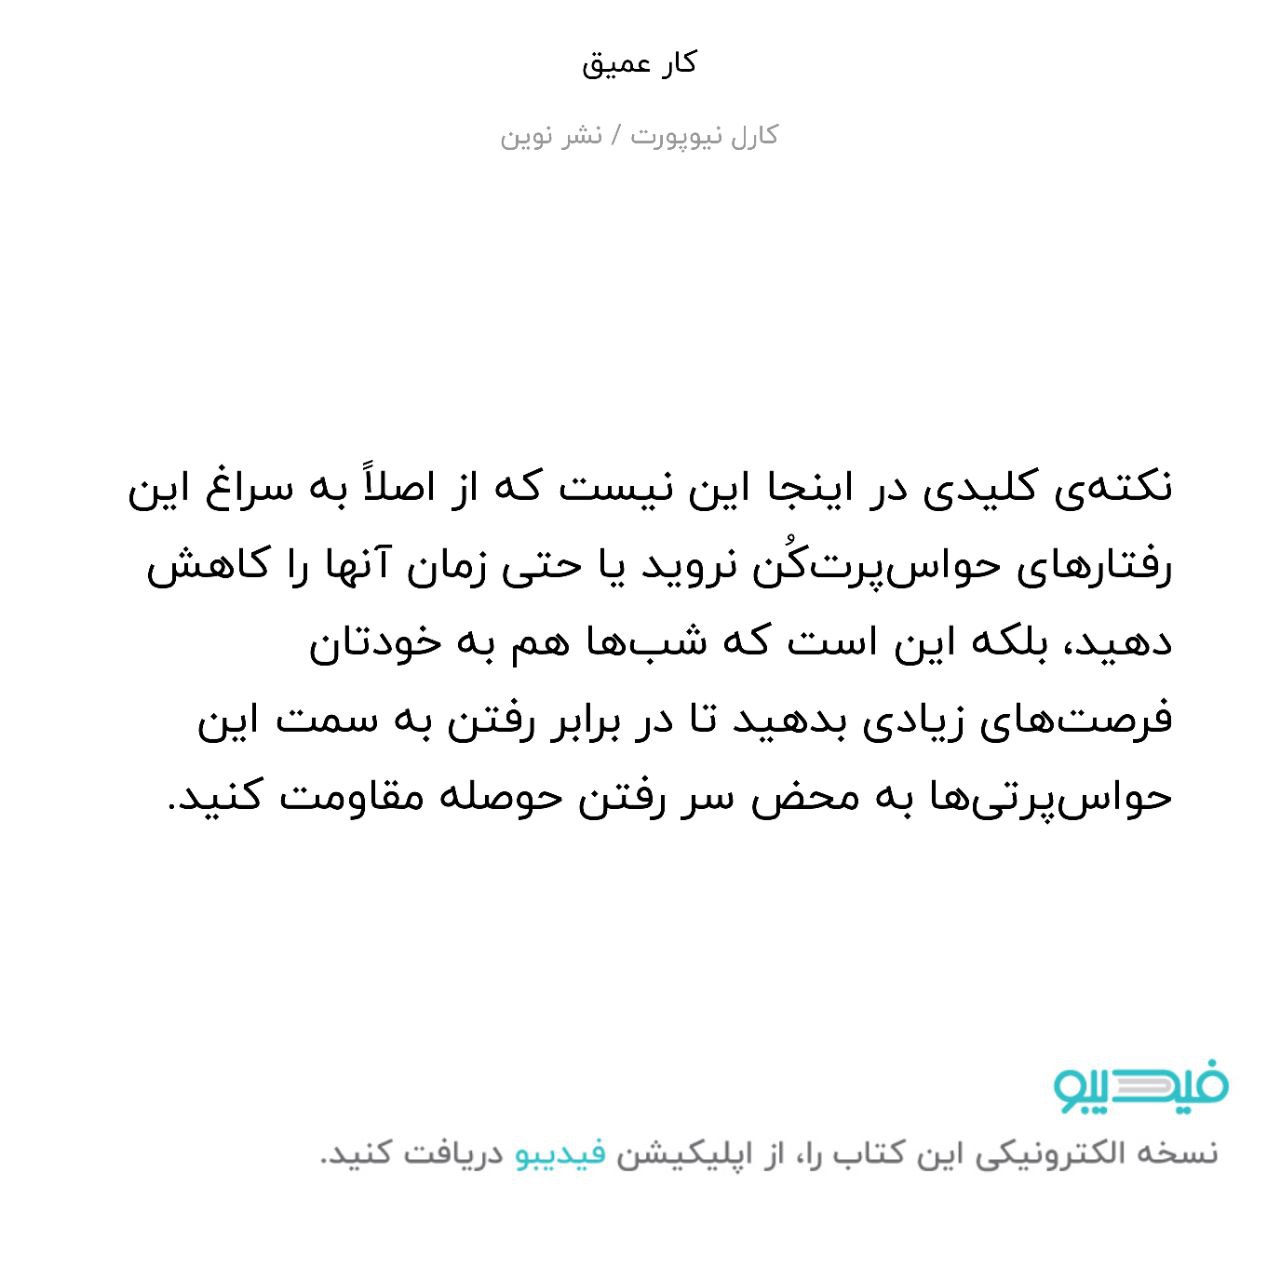 کار عمیق
کارل نیوپورت / نشر نوین
نکته‌ی کلیدی در اینجا این نیست که از اصلاً به سراغ این
رفتارهای حواس‌پرت‌کُن نروید یا حتی زمان آنها را کاهش
دهید، بلکه این است که شب‌ها هم به خودتان
فرصت‌های زیادی بدهید تا در برابر رفتن به سمت این
حواس‌پرتی‌ها به محض سر رفتن حوصله مقاومت کنید.
فیدیبو
نسخه الکترونیکی این کتاب را، از اپلیکیشن فیدیبو دریافت کنید.